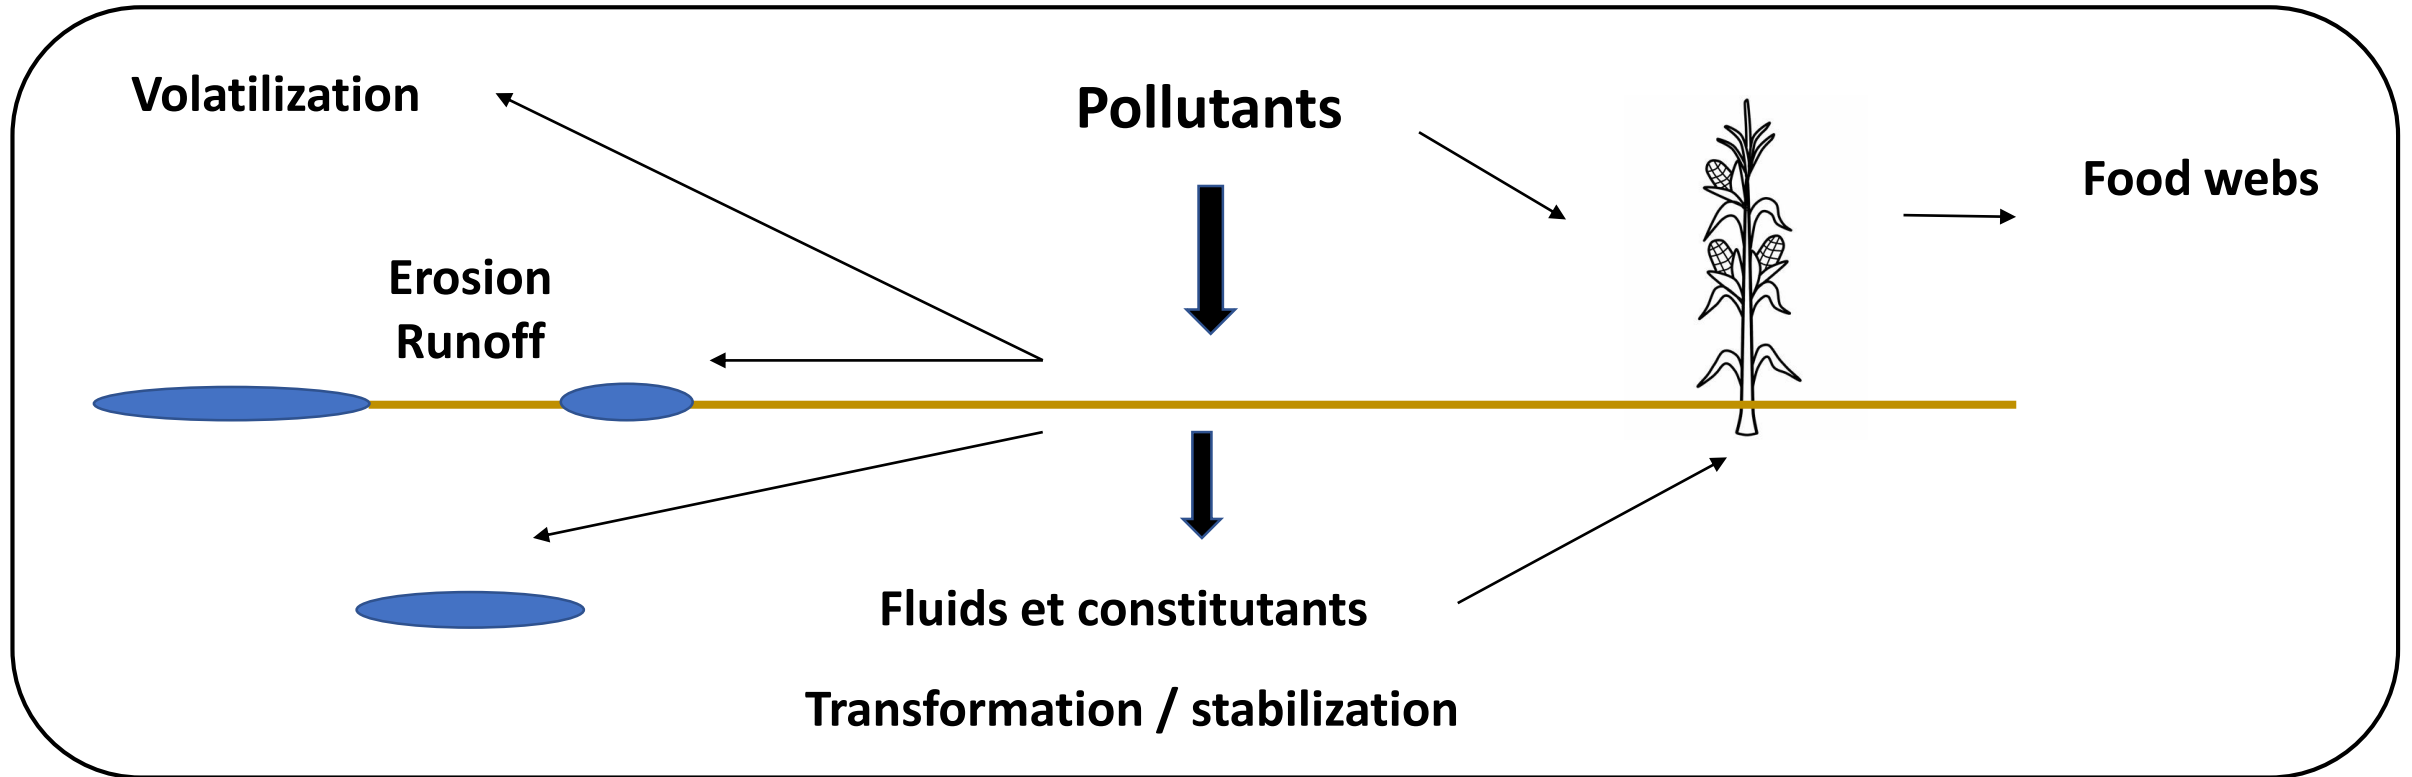 Volatilization
Pollutants
Food webs
Erosion
Runoff
Fluids et constitutants
Transformation / stabilization